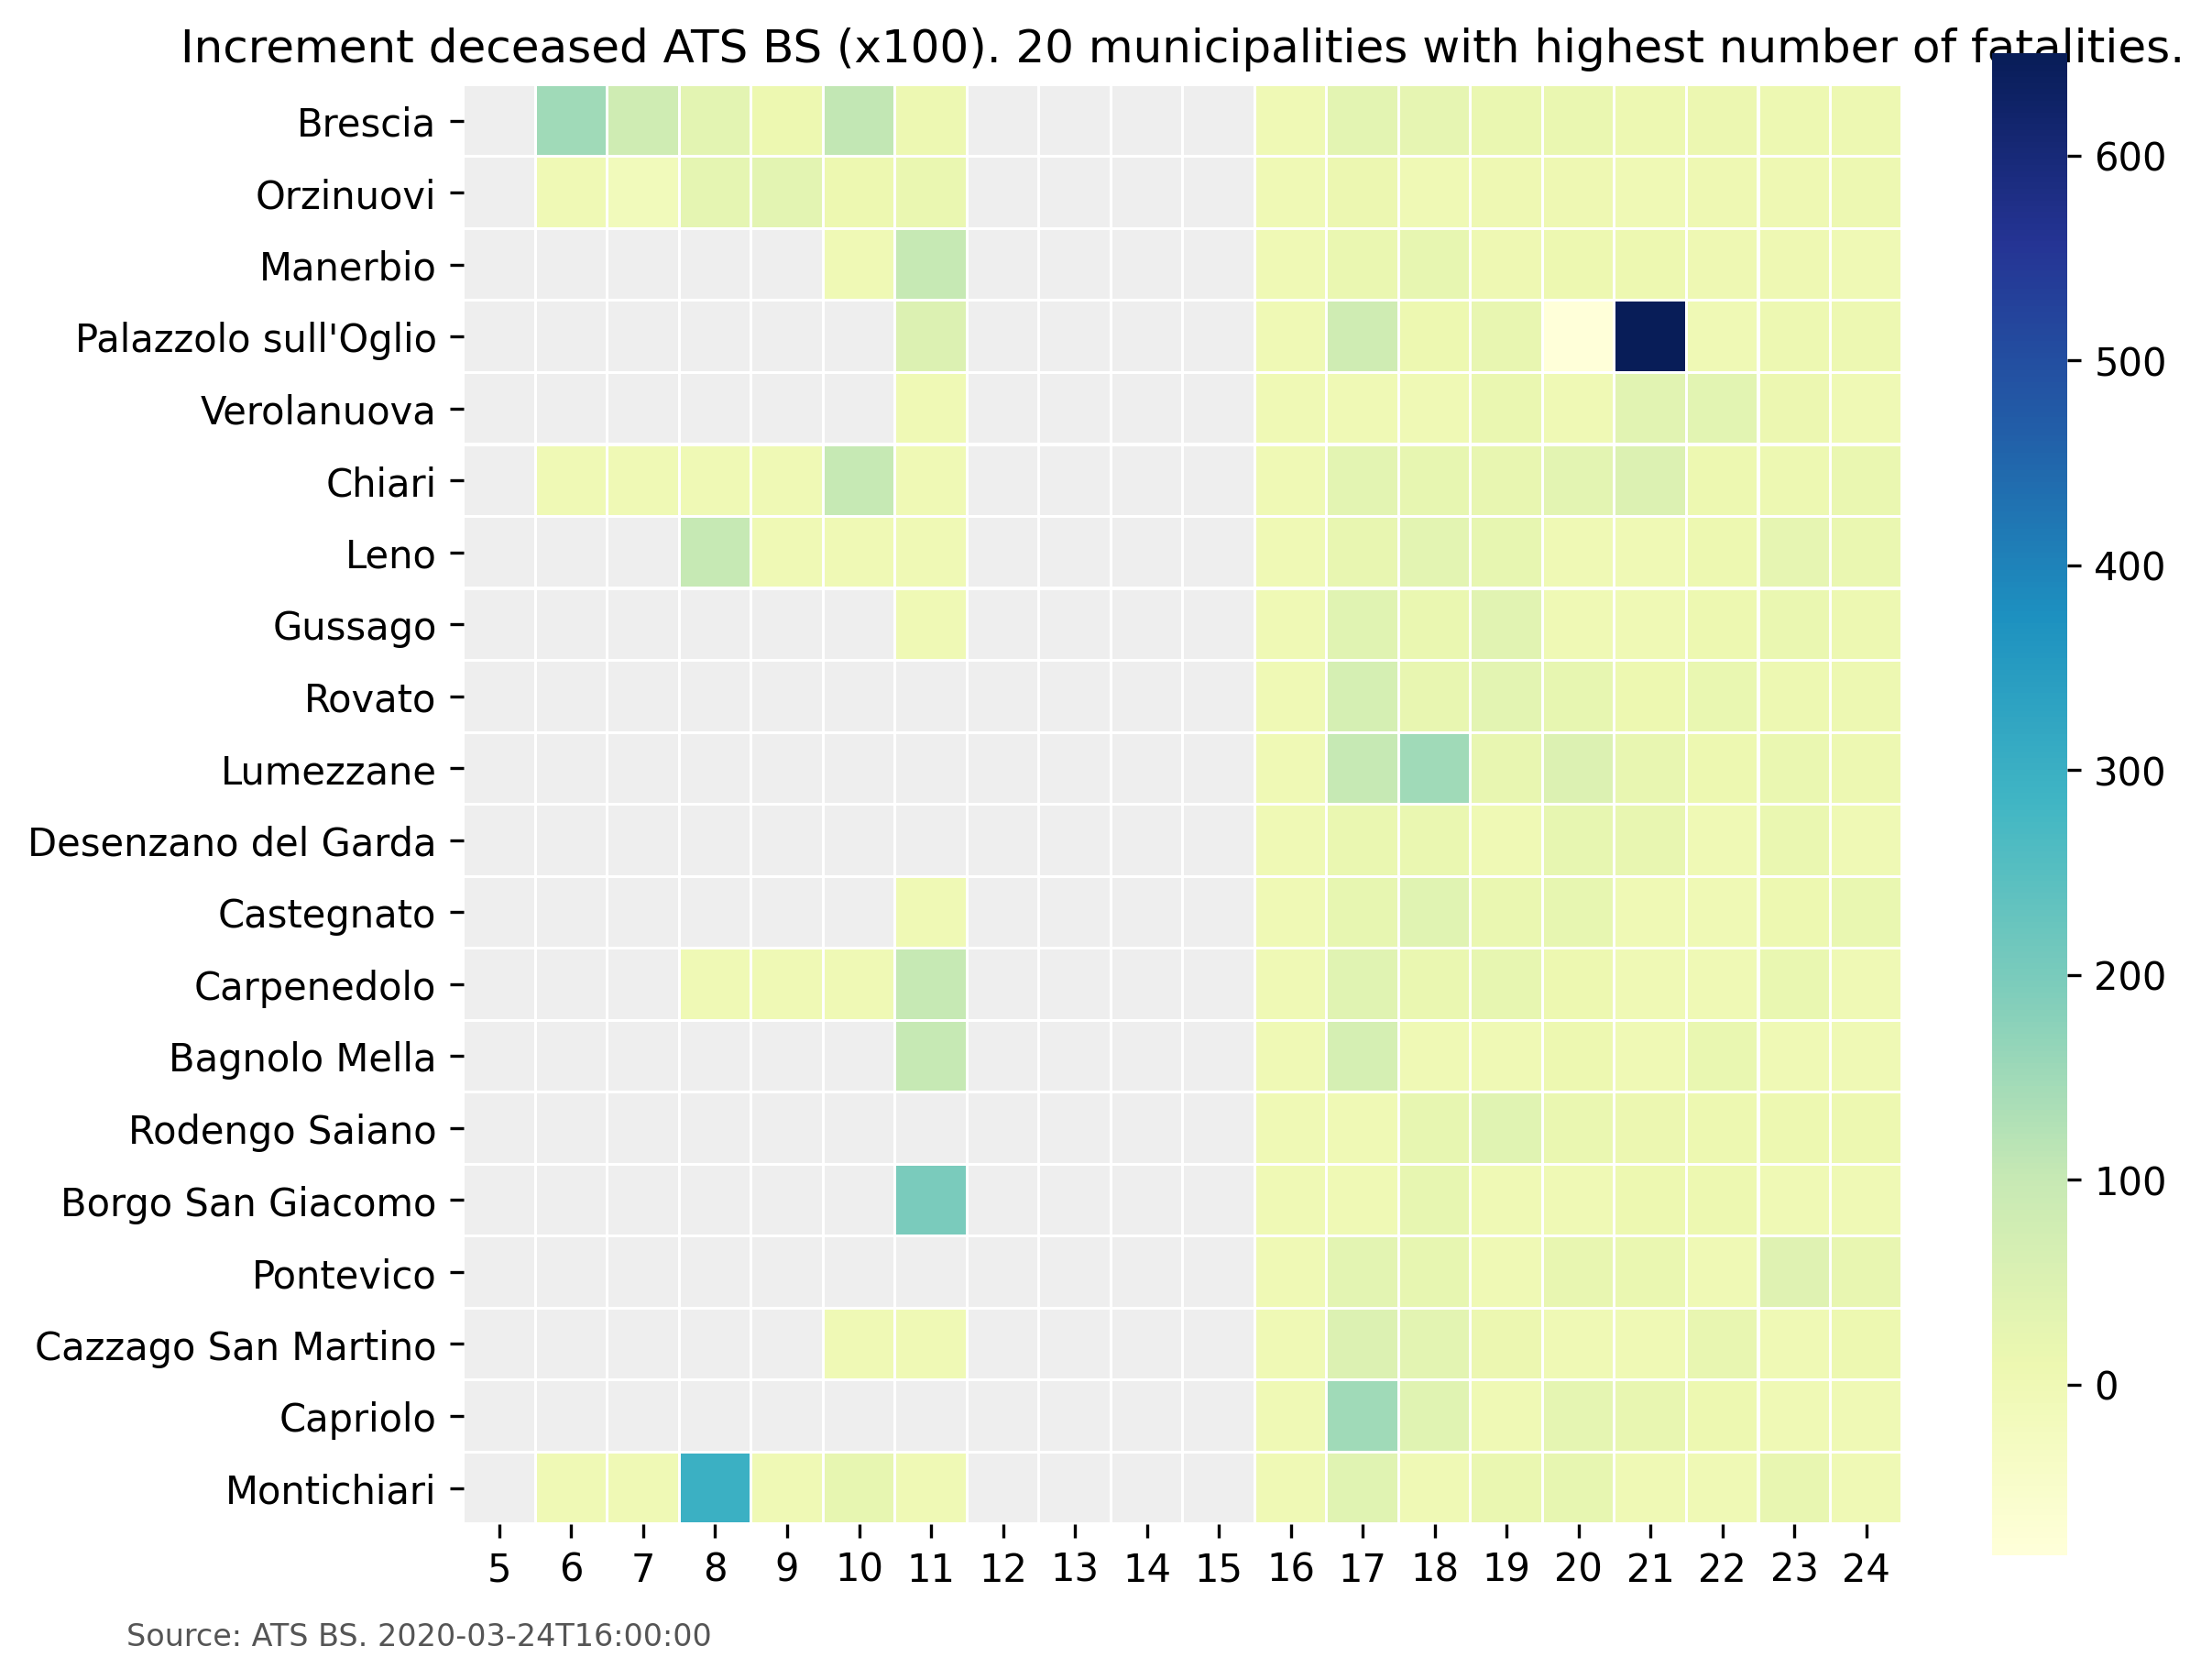 Increment deceased ATS BS (x100). 20 municipalities with highest number of fatalities.
Brescia
Orzinuovi
Manerbio
Palazzolo sull'Oglio
Verolanuova
Chiari
Leno
Gussago
Rovato
Lumezzane
Desenzano del Garda
Castegnato
Carpenedolo
Bagnolo Mella
Rodengo Saiano
Borgo San Giacomo
Pontevico
Cazzago San Martino
Capriolo
Montichiari
5 6 7 8 9 10 11 12 13 14 15 16 17 18 19 20 21 22 23 24
600
500
400
300
200
100
0
Source: ATS BS. 2020-03-24T16:00:00